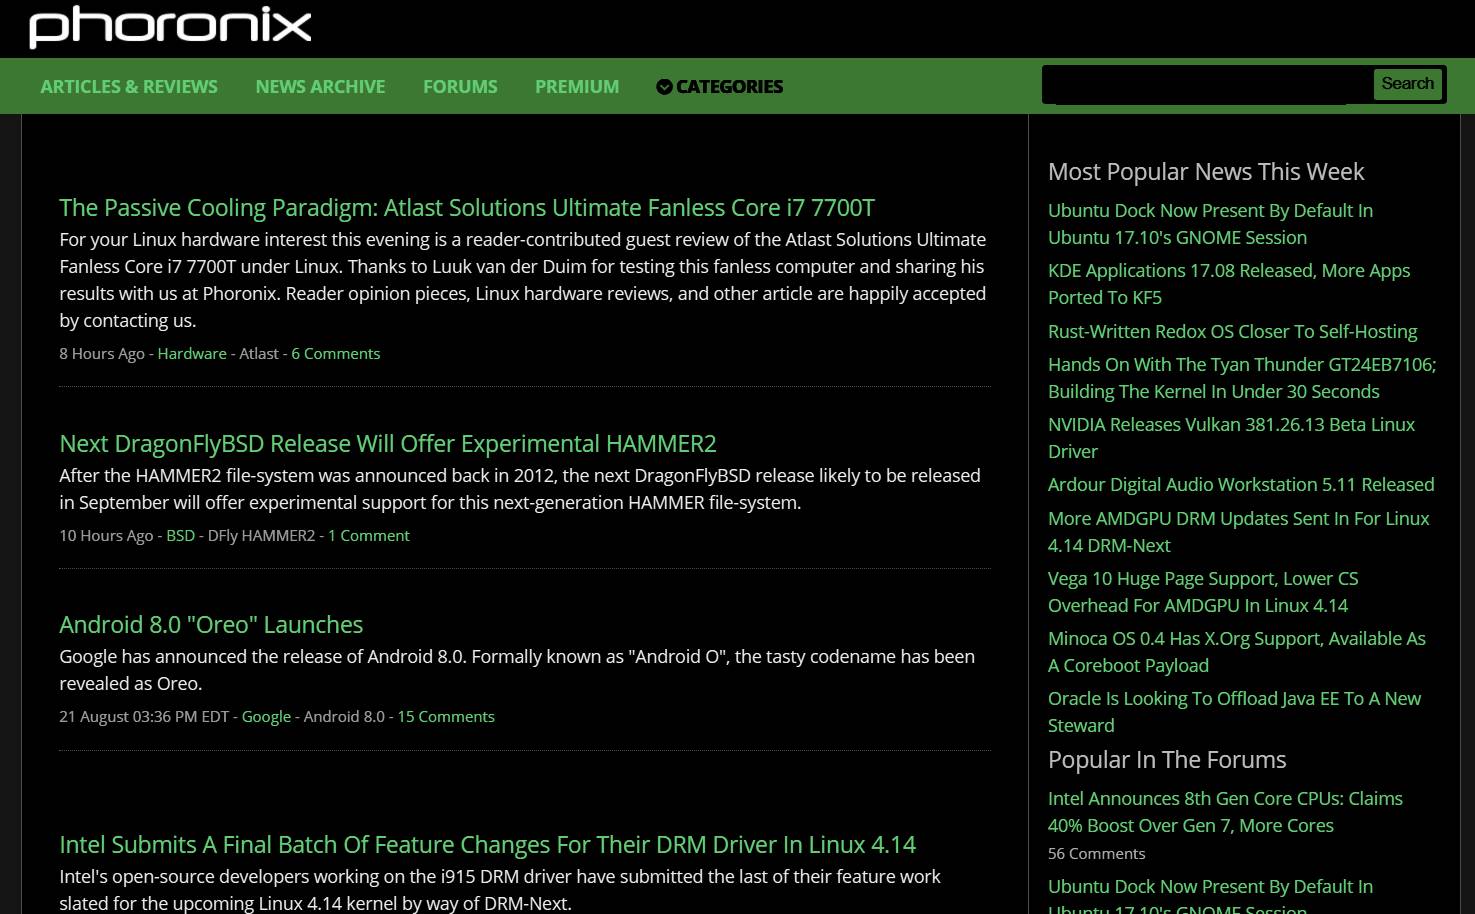 phoronix
ARTICLES & REVIEWS NEWS ARCHIVE FORUMS PREMIUM CATEGORIES Search
The Passive Cooling Paradigm: Atlast Solutions Ultimate Fanless Core i7 7700T
For your Linux hardware interest this evening is a reader-contributed guest review of the Atlast Solutions Ultimate
Fanless Core i7 7700T under Linux. Thanks to Luuk van der Duim for testing this fanless computer and sharing his
results with us at Phoronix. Reader opinion pieces, Linux hardware reviews, and other article are happily accepted
by contacting us.
8 Hours Ago - Hardware - Atlast - 6 Comments
Next DragonFlyBSD Release Will Offer Experimental HAMMER2
After the HAMMER2 file-system was announced back in 2012, the next DragonFlyBSD release likely to be released
in September will offer experimental support for this next-generation HAMMER file-system.
10 Hours Ago - BSD - DFly HAMMER2 - 1 Comment
Android 8.0 "Oreo" Launches
Google has announced the release of Android 8.0. Formally known as "Android O", the tasty codename has been
revealed as Oreo.
21 August 03:36 PM EDT - Google - Android 8.0 - 15 Comments
Intel Submits A Final Batch Of Feature Changes For Their DRM Driver In Linux 4.14
Intel's open-source developers working on the i915 DRM driver have submitted the last of their feature work
slated for the upcoming Linux 4.14 kernel by way of DRM-Next.
Most Popular News This Week
Ubuntu Dock Now Present By Default In
Ubuntu 17.10's GNOME Session
KDE Applications 17.08 Released, More Apps
Ported To KF5
Rust-Written Redox OS Closer To Self-Hosting
Hands On With The Tyan Thunder GT24EB7106;
Building The Kernel In Under 30 Seconds
NVIDIA Releases Vulkan 381.26.13 Beta Linux
Driver
Ardour Digital Audio Workstation 5.11 Released
More AMDGPU DRM Updates Sent In For Linux
4.14 DRM-Next
Vega 10 Huge Page Support, Lower CS
Overhead For AMDGPU In Linux 4.14
Minoca OS 0.4 Has X.Org Support, Available As
A Coreboot Payload
Oracle Is Looking To Offload Java EE To A New
Steward
Popular In The Forums
Intel Announces 8th Gen Core CPUs: Claims
40% Boost Over Gen 7, More Cores
56 Comments
Ubuntu Dock Now Present By Default In
Ubuntu 17.10's GNOME Session